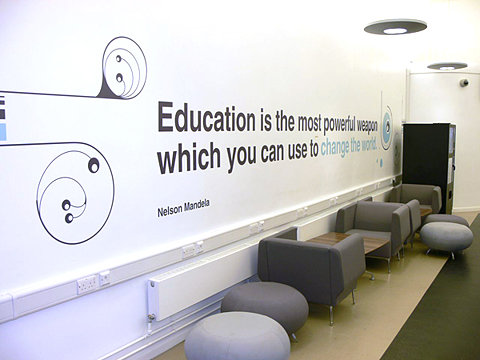 Education is the most powerful weapon
which you can use to change the world.
Nelson Mandela